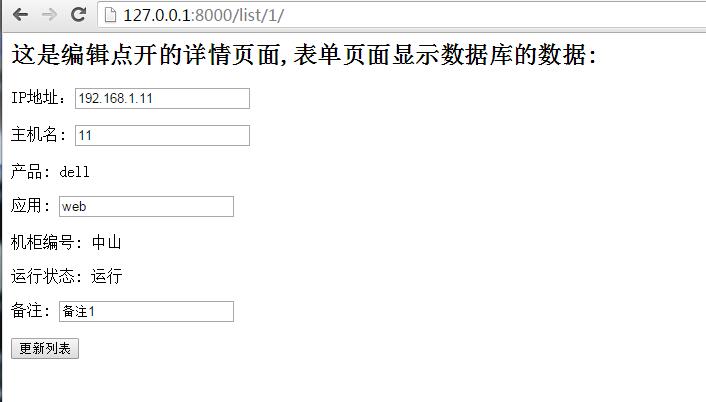 127.0.0.1:8000/list/1/
这是编辑点开的详情页面,表单页面显示数据库的数据:
IP地址: 192.168.1.11
主机名: 11
产品: dell
应用: web
机柜编号: 中山
运行状态: 运行
备注: 备注1
更新列表